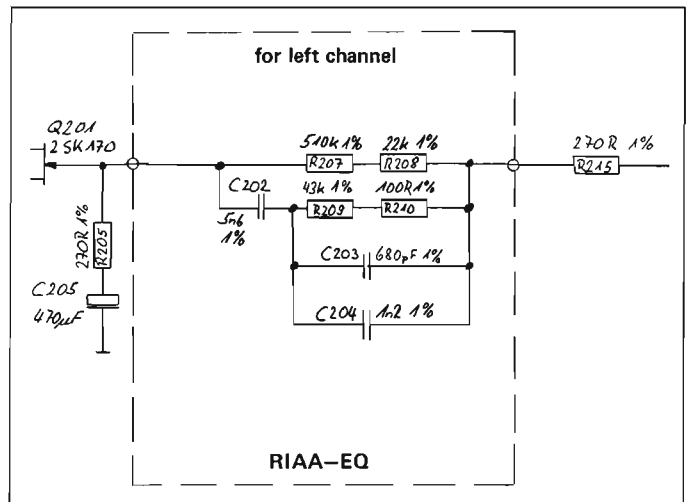 for left channel
Q201
2SK170
510k 1%
22k 1%
270R 1%
R207
R208
R215
C202
43k 1%
100R 1%
5n6
1%
R209
R210
270R 1%
R205
C203
680pF 1%
C205
470µF
C204
1n2 1%
RIAA–EQ